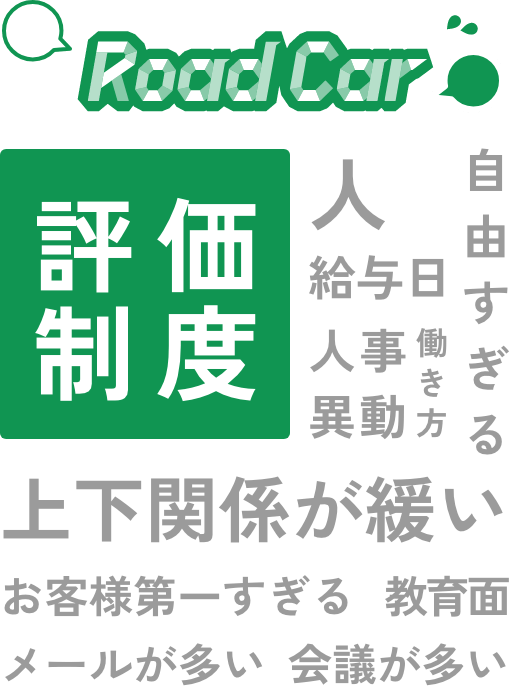 Road Car
評価
制度
人
給与日
人事
異動
働き方
自由すぎる
上下関係が緩い
お客様第一すぎる
教育面
メールが多い
会議が多い